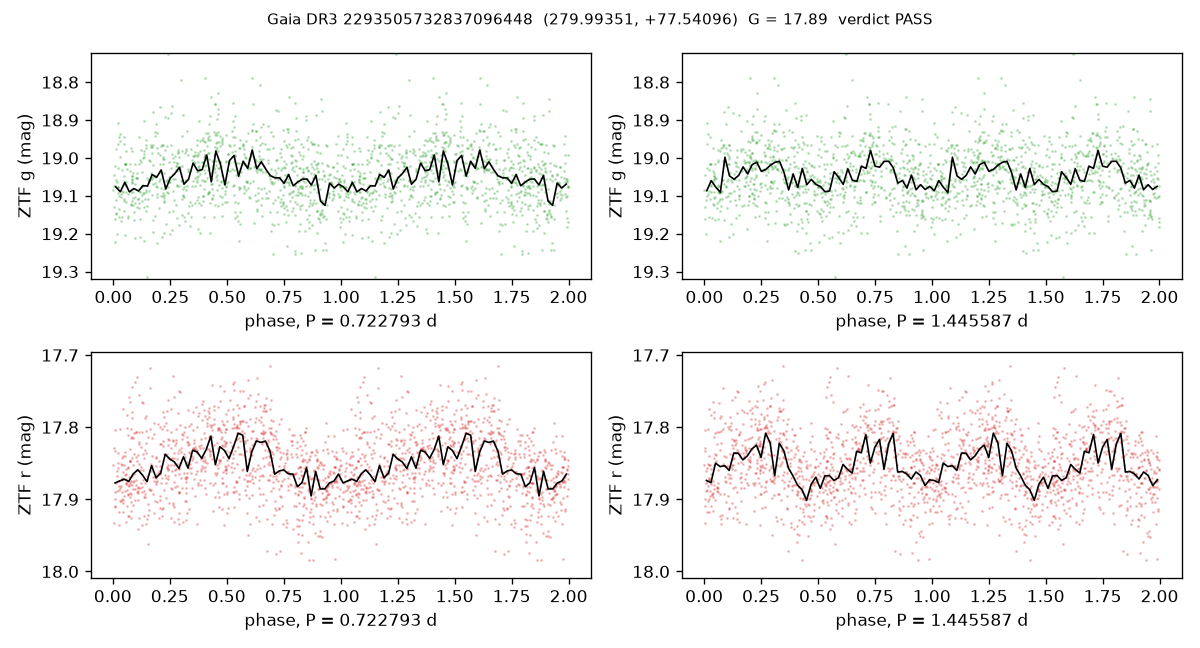 Gaia DR3 2293505732837096448 (279.99351, +77.54096) G = 17.89 verdict PASS
ZTF g (mag)
18.8
18.9
19.0
19.1
19.2
19.3
0.00 0.25 0.50 0.75 1.00 1.25 1.50 1.75 2.00
phase, P = 0.722793 d
ZTF g (mag)
18.8
18.9
19.0
19.1
19.2
19.3
0.00 0.25 0.50 0.75 1.00 1.25 1.50 1.75 2.00
phase, P = 1.445587 d
ZTF r (mag)
17.7
17.8
17.9
18.0
0.00 0.25 0.50 0.75 1.00 1.25 1.50 1.75 2.00
phase, P = 0.722793 d
ZTF r (mag)
17.7
17.8
17.9
18.0
0.00 0.25 0.50 0.75 1.00 1.25 1.50 1.75 2.00
phase, P = 1.445587 d